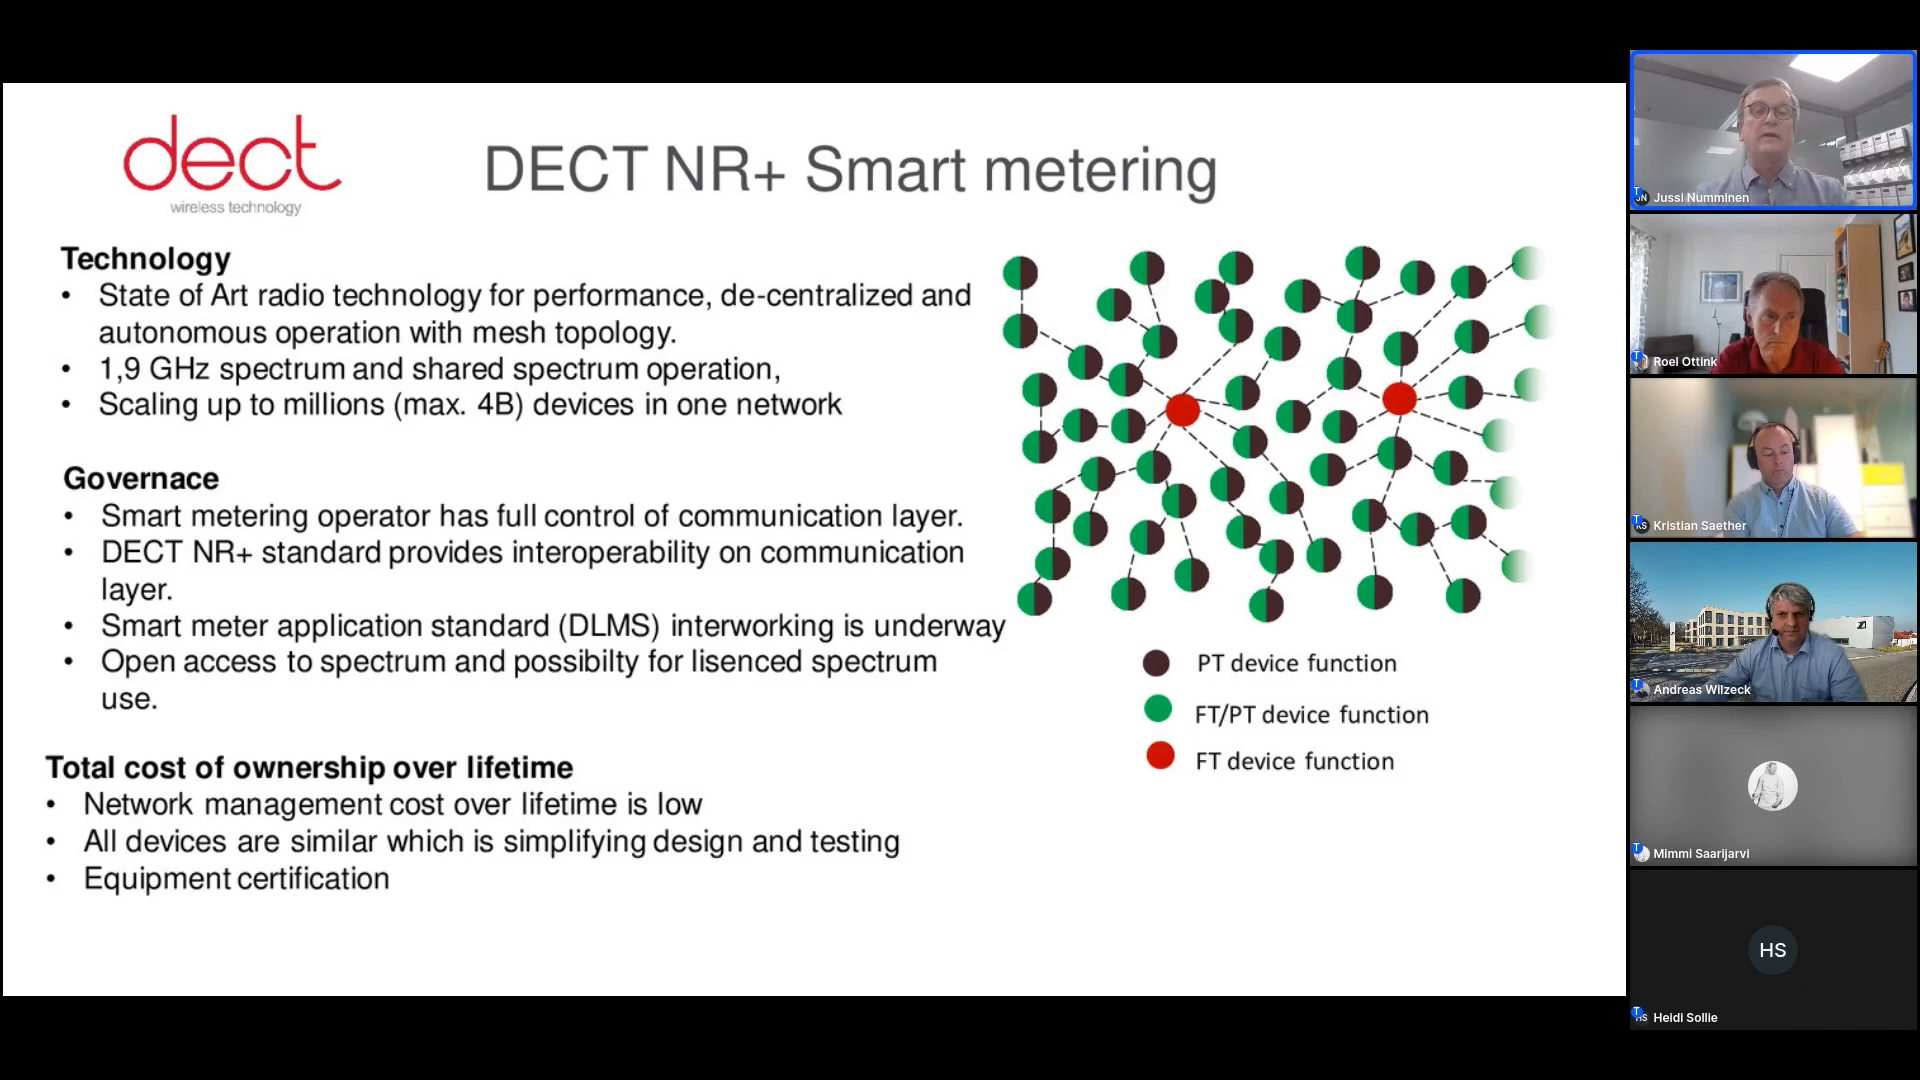 dect
wireless technology
DECT NR+ Smart metering
Technology
• State of Art radio technology for performance, de-centralized and
autonomous operation with mesh topology.
• 1,9 GHz spectrum and shared spectrum operation,
• Scaling up to millions (max. 4B) devices in one network
Governace
• Smart metering operator has full control of communication layer.
• DECT NR+ standard provides interoperability on communication
layer.
• Smart meter application standard (DLMS) interworking is underway
• Open access to spectrum and possibilty for lisenced spectrum
use.
Total cost of ownership over lifetime
• Network management cost over lifetime is low
• All devices are similar which is simplifying design and testing
• Equipment certification
PT device function
FT/PT device function
FT device function
Jussi Numminen
Roel Ottink
Kristian Saether
Andreas Wilzeck
Mimmi Saarijarvi
HS
Heidi Sollie